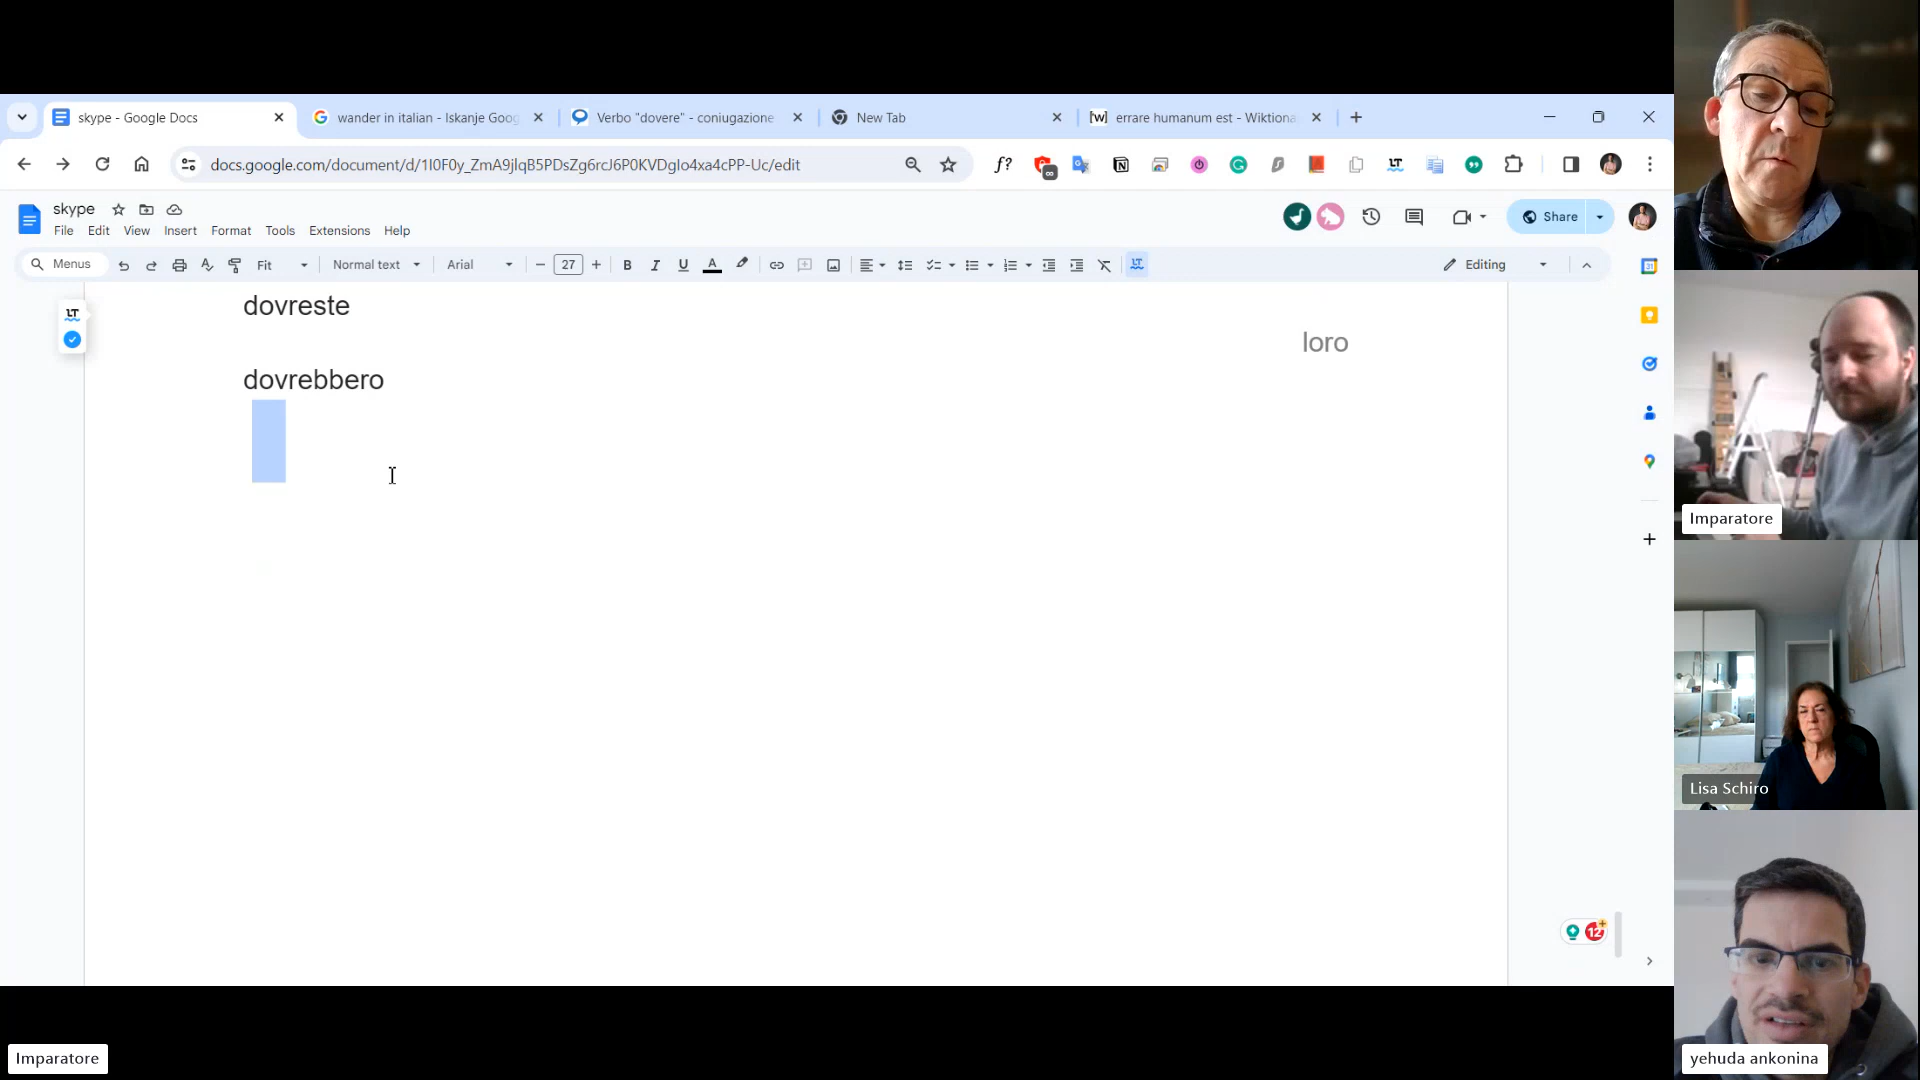 skype - Google Docs
wander in italian - Iskanje Goog
Verbo "dovere" - coniugazione
New Tab
errare humanum est - Wiktiona
docs.google.com/document/d/1I0F0y_ZmA9jlqB5PDsZg6rcJ6P0KVDgIo4xa4cPP-Uc/edit
skype
File Edit View Insert Format Tools Extensions Help
Share
Menus
Fit
Normal text
Arial
27
Editing
dovreste
loro
dovrebbero
12
Imparatore
Lisa Schiro
yehuda ankonina
Imparatore